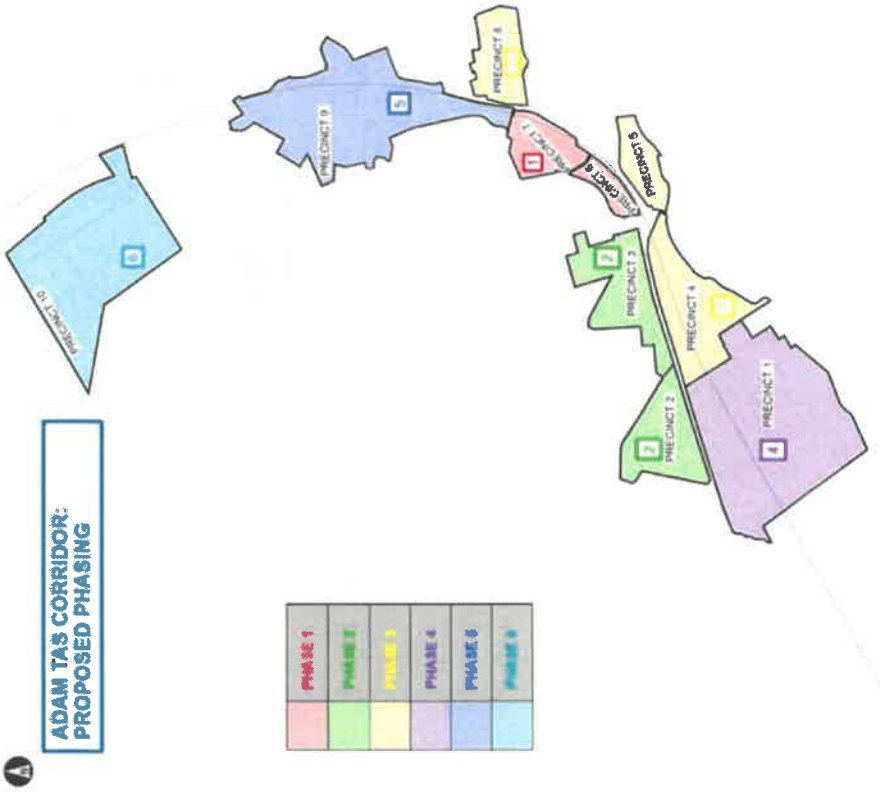 ADAM TAS CORRIDOR:
PROPOSED PHASING
PHASE 1
PHASE 2
PHASE 3
PHASE 4
PHASE 5
PHASE 6
PRECINCT 10
6
PRECINCT 9
5
PRECINCT 8
PRECINCT 7
1
PRECINCT 6
PRECINCT 5
2
PRECINCT 3
PRECINCT 4
2
PRECINCT 2
PRECINCT 1
4